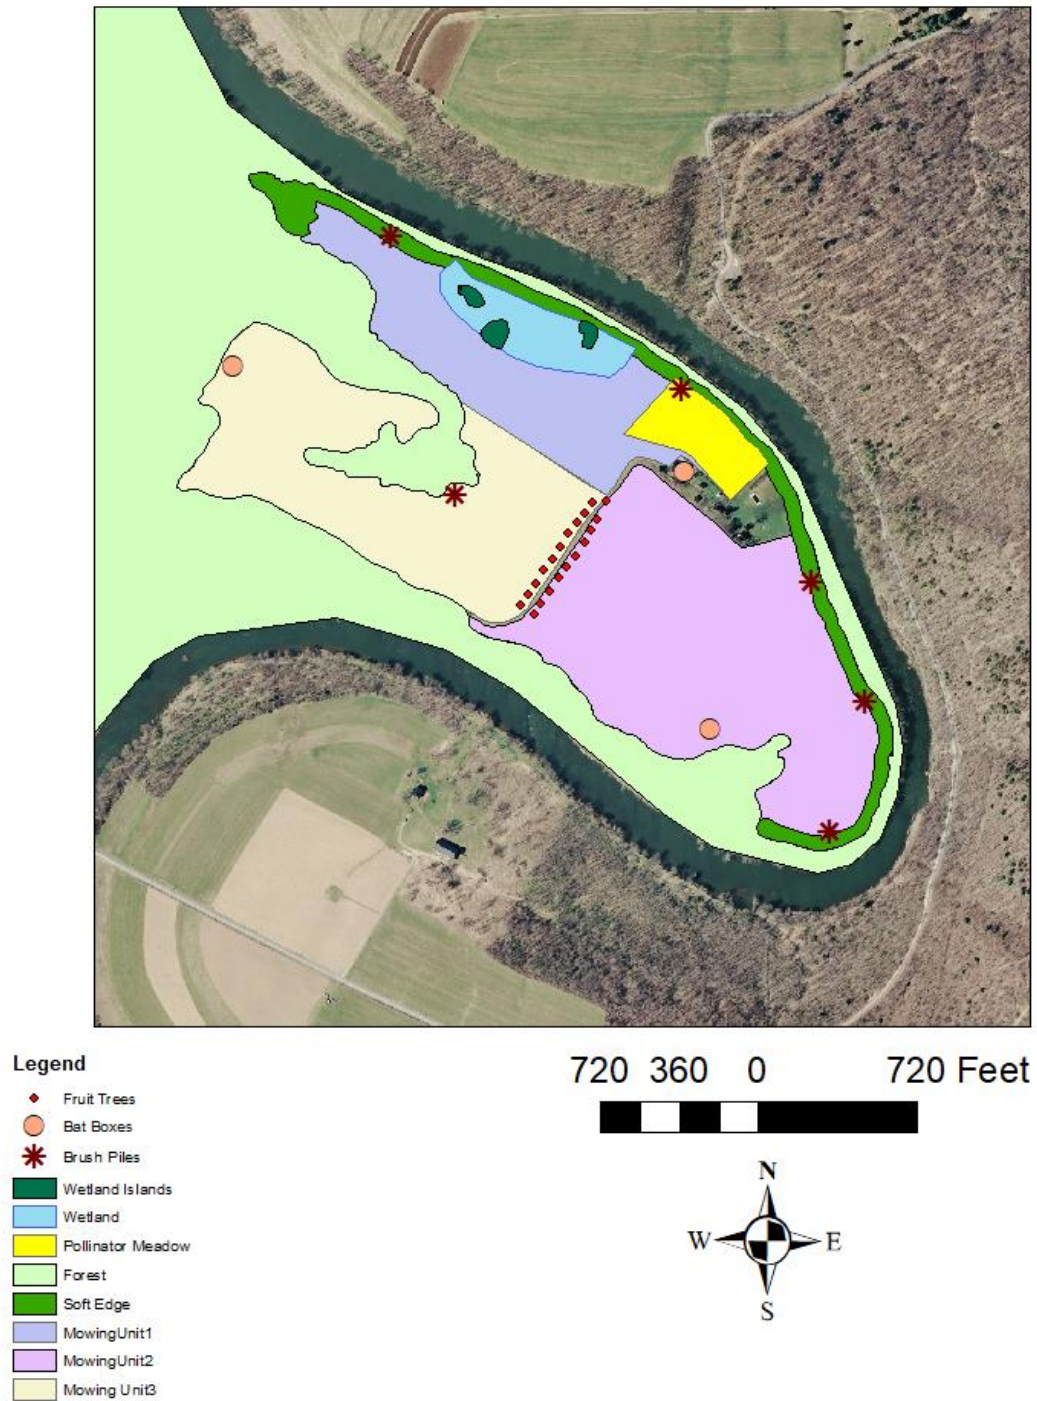 Legend
Fruit Trees
Bat Boxes
Brush Piles
Wetland Islands
Wetland
Pollinator Meadow
Forest
Soft Edge
MowingUnit1
MowingUnit2
Mowing Unit3
720 360 0 720 Feet
N
W E
S